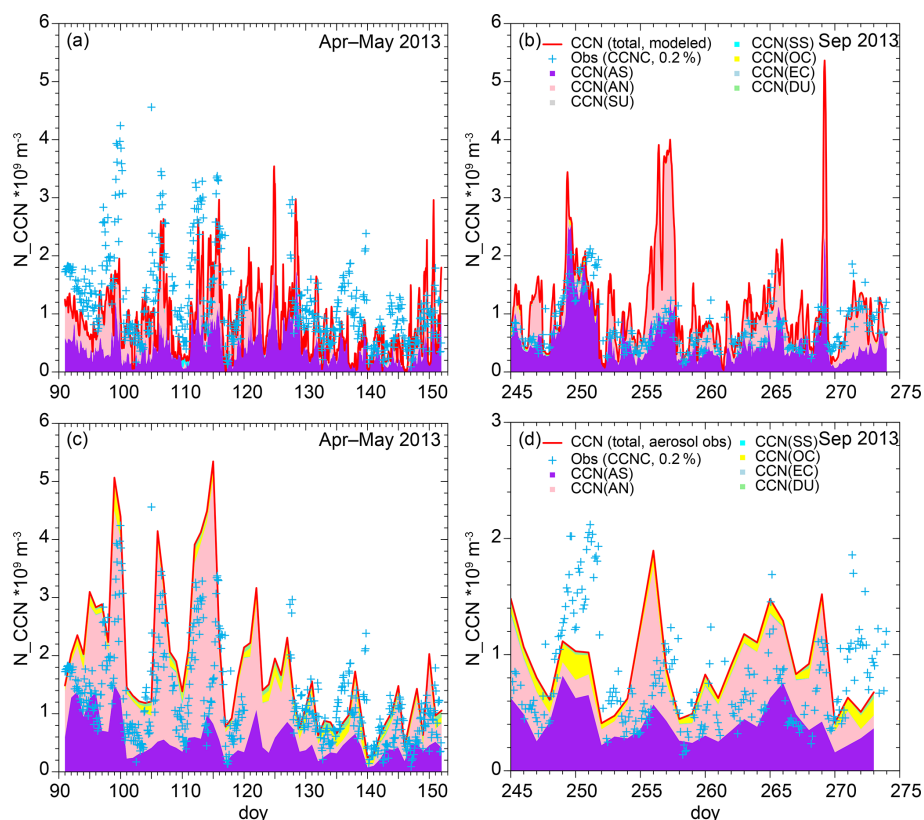 (a)
Apr–May 2013
N_CCN *10⁹ m⁻³
6
5
4
3
2
1
0
90 100 110 120 130 140 150
(b)
Sep 2013
CCN (total, modeled)
Obs (CCNC, 0.2 %)
CCN(AS)
CCN(AN)
CCN(SU)
CCN(SS)
CCN(OC)
CCN(EC)
CCN(DU)
N_CCN *10⁹ m⁻³
6
5
4
3
2
1
0
245 250 255 260 265 270 275
(c)
Apr–May 2013
N_CCN *10⁹ m⁻³
6
5
4
3
2
1
0
90 100 110 120 130 140 150
doy
(d)
Sep 2013
CCN (total, aerosol obs)
Obs (CCNC, 0.2 %)
CCN(AS)
CCN(AN)
CCN(SS)
CCN(OC)
CCN(EC)
CCN(DU)
N_CCN *10⁹ m⁻³
3
2
1
0
245 250 255 260 265 270 275
doy